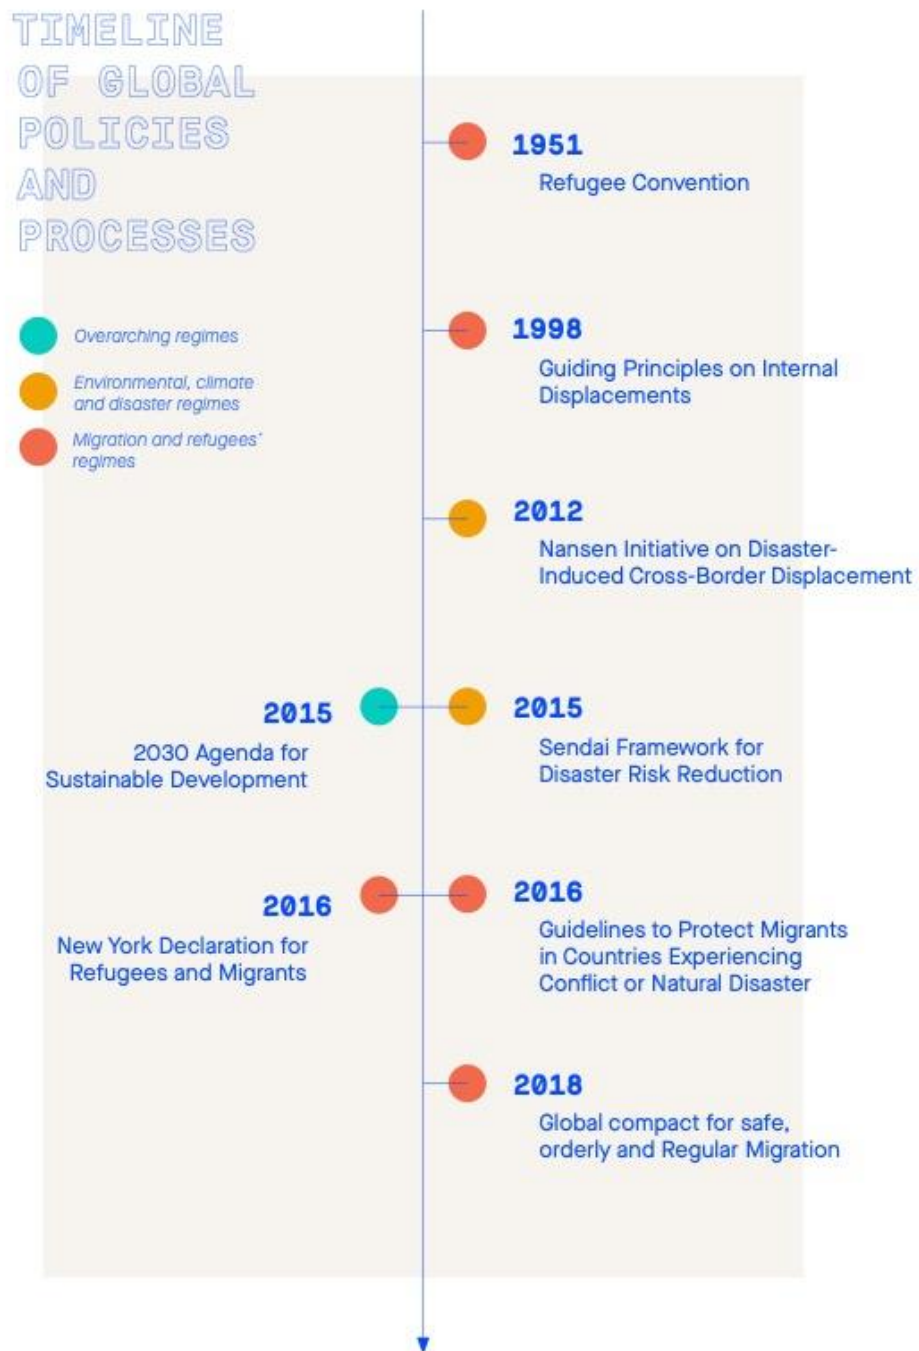 TIMELINE
OF GLOBAL
POLICIES
AND
PROCESSES
Overarching regimes
Environmental, climate
and disaster regimes
Migration and refugees'
regimes
1951
Refugee Convention
1998
Guiding Principles on Internal
Displacements
2012
Nansen Initiative on Disaster-
Induced Cross-Border Displacement
2015
2030 Agenda for
Sustainable Development
2015
Sendai Framework for
Disaster Risk Reduction
2016
New York Declaration for
Refugees and Migrants
2016
Guidelines to Protect Migrants
in Countries Experiencing
Conflict or Natural Disaster
2018
Global compact for safe,
orderly and Regular Migration